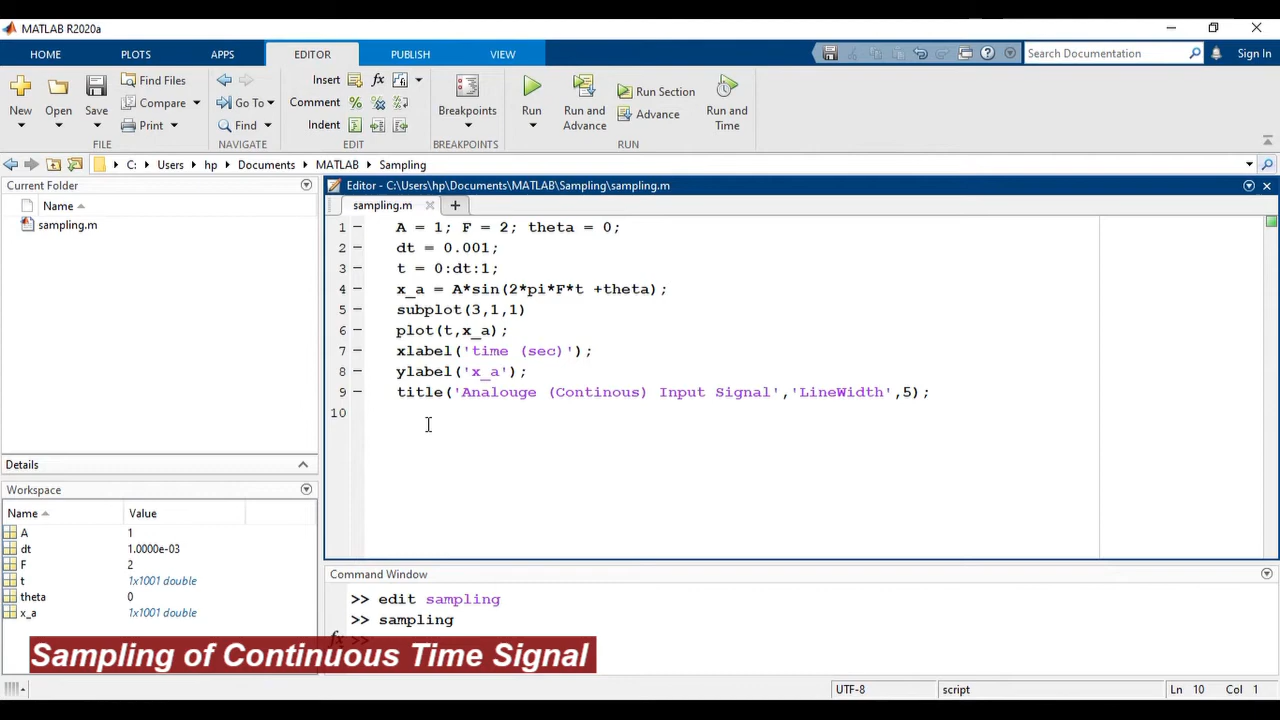 MATLAB R2020a
HOME PLOTS APPS EDITOR PUBLISH VIEW Search Documentation Sign In
New Open Save Find Files Compare Print
Go To Find
Insert Comment Indent
Breakpoints
Run Run and Advance Run Section Advance Run and Time
FILE NAVIGATE EDIT BREAKPOINTS RUN
C: Users hp Documents MATLAB Sampling
Current Folder
Name
sampling.m
Details
Workspace
Name Value
A 1
dt 1.0000e-03
F 2
t 1x1001 double
theta 0
x_a 1x1001 double
Editor - C:\Users\hp\Documents\MATLAB\Sampling\sampling.m
sampling.m
1 A = 1; F = 2; theta = 0;
2 dt = 0.001;
3 t = 0:dt:1;
4 x_a = A*sin(2*pi*F*t +theta);
5 subplot(3,1,1)
6 plot(t,x_a);
7 xlabel('time (sec)');
8 ylabel('x_a');
9 title('Analouge (Continous) Input Signal','LineWidth',5);
10
Command Window
>> edit sampling
>> sampling
fx >>
Sampling of Continuous Time Signal
UTF-8 script Ln 10 Col 1